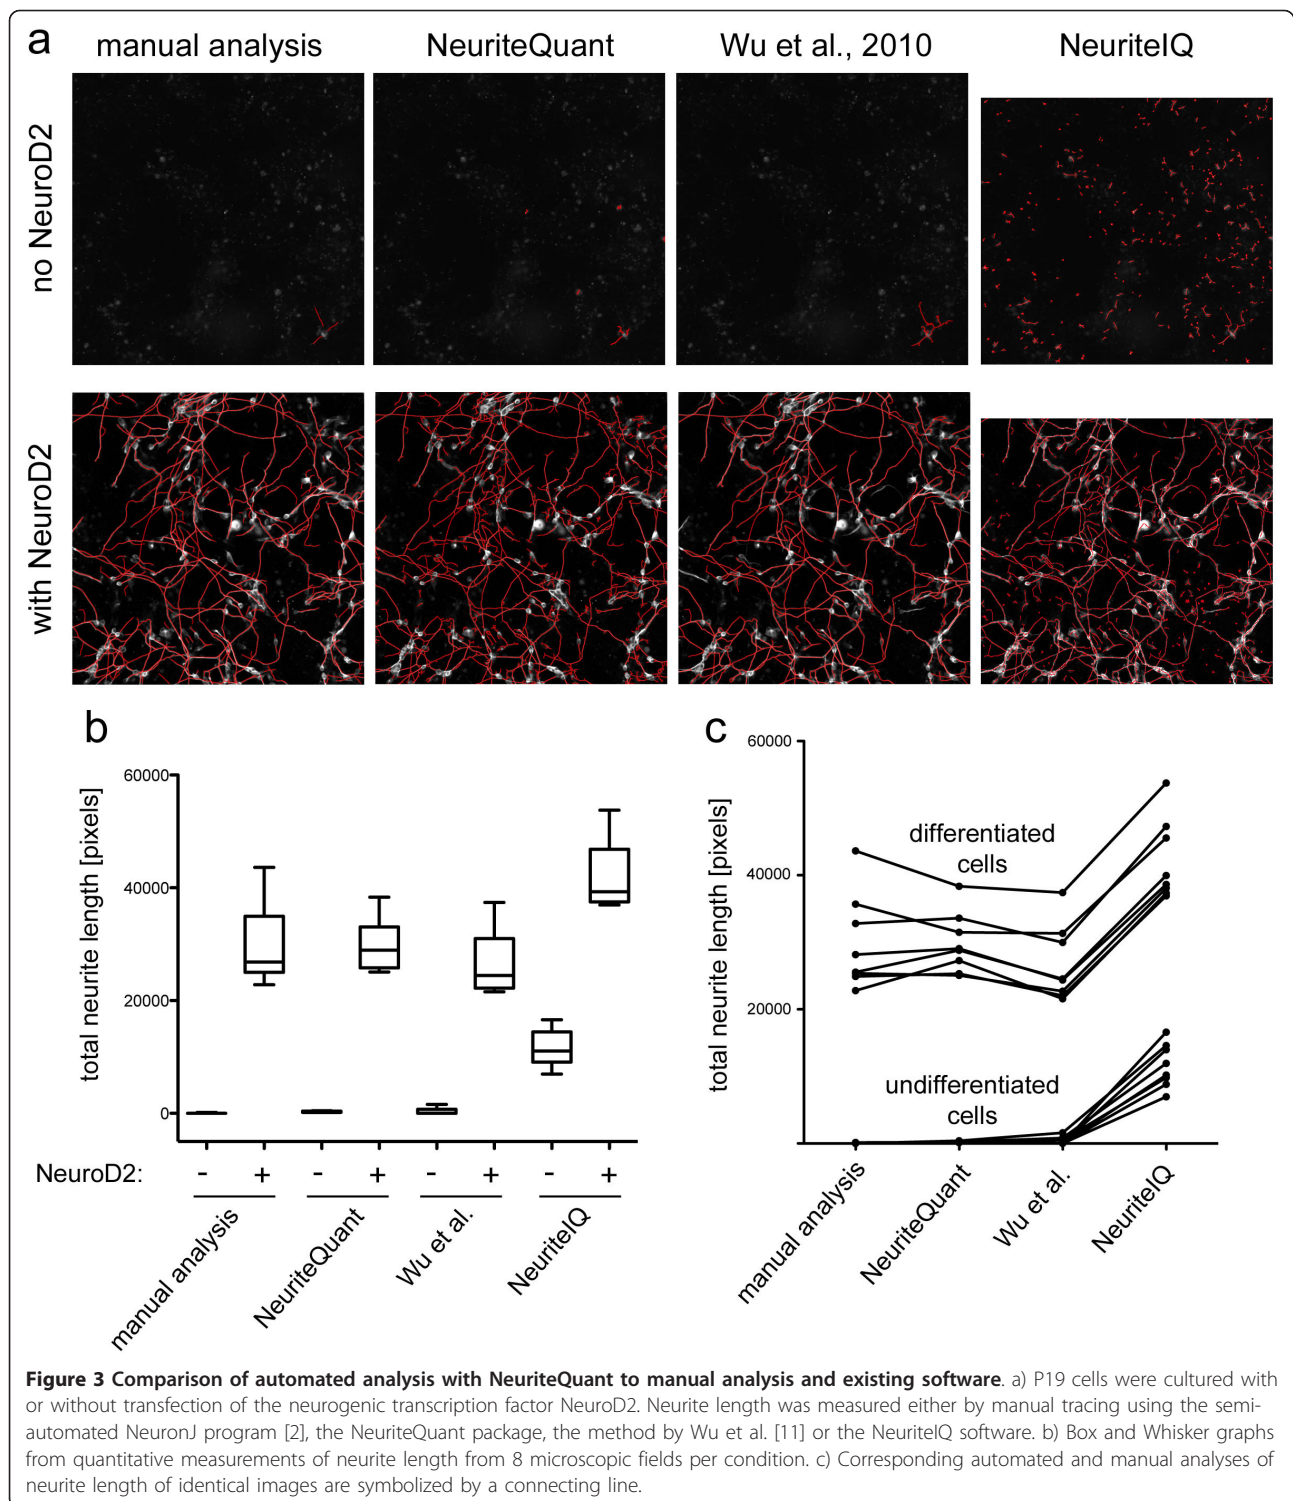 a
manual analysis
NeuriteQuant
Wu et al., 2010
NeuriteIQ
no NeuroD2
with NeuroD2
b
total neurite length [pixels]
60000
40000
20000
0
NeuroD2:
- + - + - + - +
manual analysis
NeuriteQuant
Wu et al.
NeuriteIQ
c
total neurite length [pixels]
60000
40000
20000
differentiated
cells
undifferentiated
cells
manual analysis
NeuriteQuant
Wu et al.
NeuriteIQ
Figure 3 Comparison of automated analysis with NeuriteQuant to manual analysis and existing software. a) P19 cells were cultured with
or without transfection of the neurogenic transcription factor NeuroD2. Neurite length was measured either by manual tracing using the semi-
automated NeuronJ program [2], the NeuriteQuant package, the method by Wu et al. [11] or the NeuriteIQ software. b) Box and Whisker graphs
from quantitative measurements of neurite length from 8 microscopic fields per condition. c) Corresponding automated and manual analyses of
neurite length of identical images are symbolized by a connecting line.